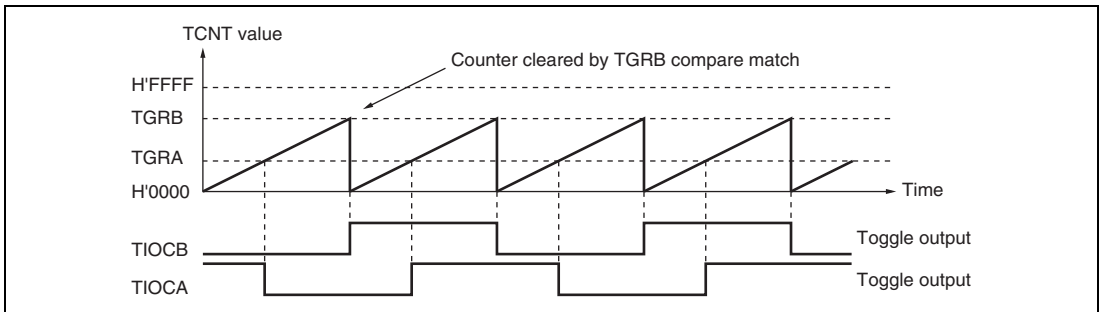 TCNT value
Counter cleared by TGRB compare match
H'FFFF
TGRB
TGRA
H'0000
Time
TIOCB
Toggle output
TIOCA
Toggle output